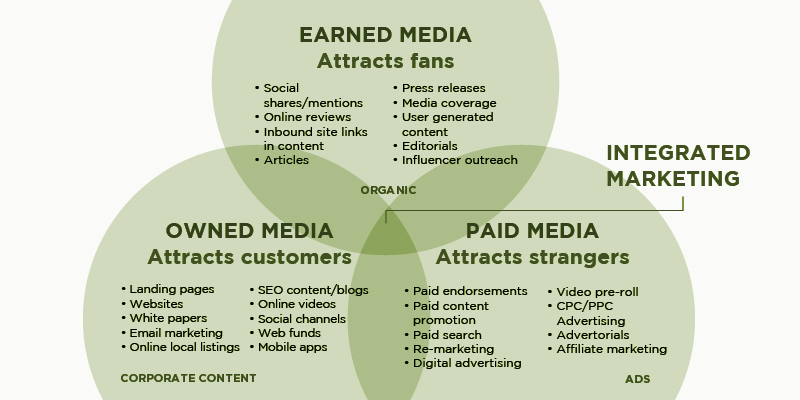 EARNED MEDIA
Attracts fans
• Social
shares/mentions
• Online reviews
• Inbound site links
in content
• Articles
• Press releases
• Media coverage
• User generated
content
• Editorials
• Influencer outreach
INTEGRATED
MARKETING
ORGANIC
OWNED MEDIA
Attracts customers
• Landing pages
• Websites
• White papers
• Email marketing
• Online local listings
• SEO content/blogs
• Online videos
• Social channels
• Web funds
• Mobile apps
CORPORATE CONTENT
PAID MEDIA
Attracts strangers
• Paid endorsements
• Paid content
promotion
• Paid search
• Re-marketing
• Digital advertising
• Video pre-roll
• CPC/PPC
Advertising
• Advertorials
• Affiliate marketing
ADS